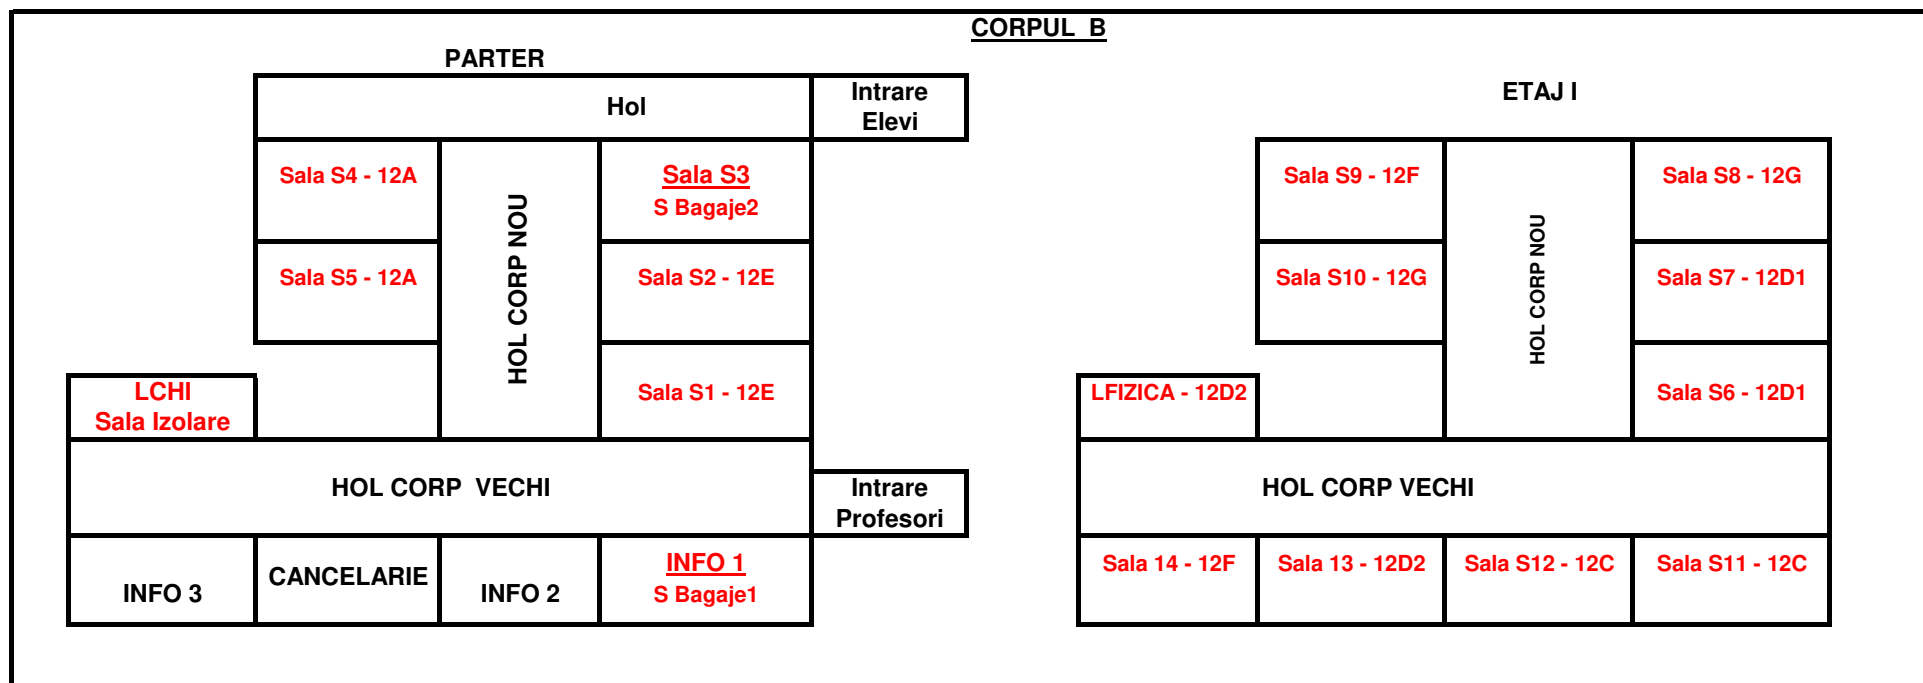 CORPUL  B
PARTER
Hol
Intrare
Elevi
Sala S4 - 12A
HOL CORP NOU
Sala S3
S Bagaje2
Sala S5 - 12A
Sala S2 - 12E
LCHI
Sala Izolare
Sala S1 - 12E
HOL CORP  VECHI
Intrare
Profesori
INFO 3
CANCELARIE
INFO 2
INFO 1
S Bagaje1
ETAJ I
Sala S9 - 12F
HOL CORP NOU
Sala S8 - 12G
Sala S10 - 12G
Sala S7 - 12D1
LFIZICA - 12D2
Sala S6 - 12D1
HOL CORP VECHI
Sala 14 - 12F
Sala 13 - 12D2
Sala S12 - 12C
Sala S11 - 12C